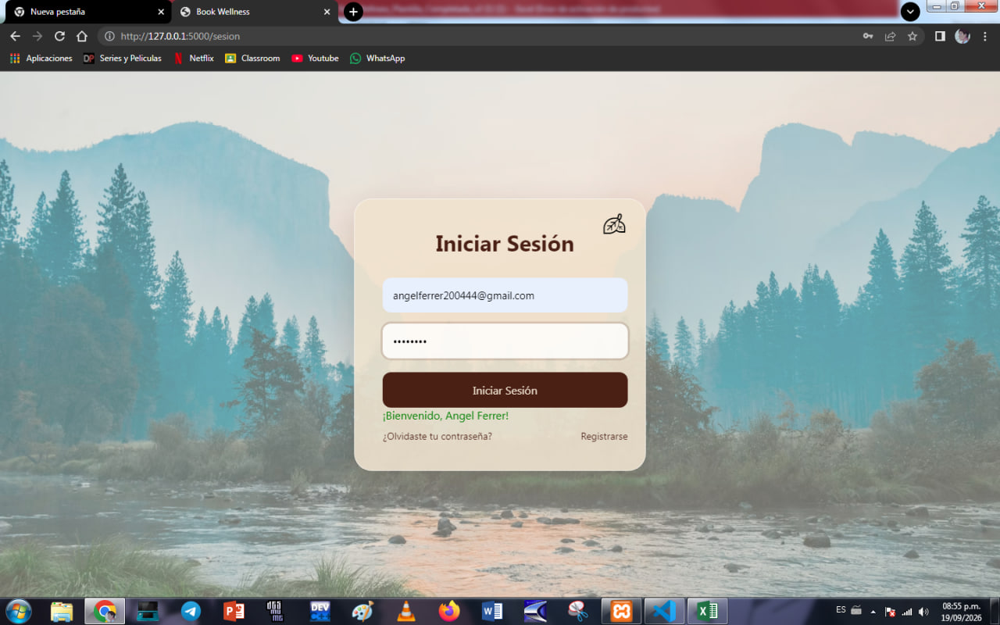 Nueva pestaña
Book Wellness
http://127.0.0.1:5000/sesion
Aplicaciones
DP Series y Peliculas
Netflix
Classroom
Youtube
WhatsApp
Iniciar Sesión
angelferrer200444@gmail.com
Iniciar Sesión
¡Bienvenido, Angel Ferrer!
¿Olvidaste tu contraseña?
Registrarse
DEV
ES
08:55 p.m.
19/09/2026